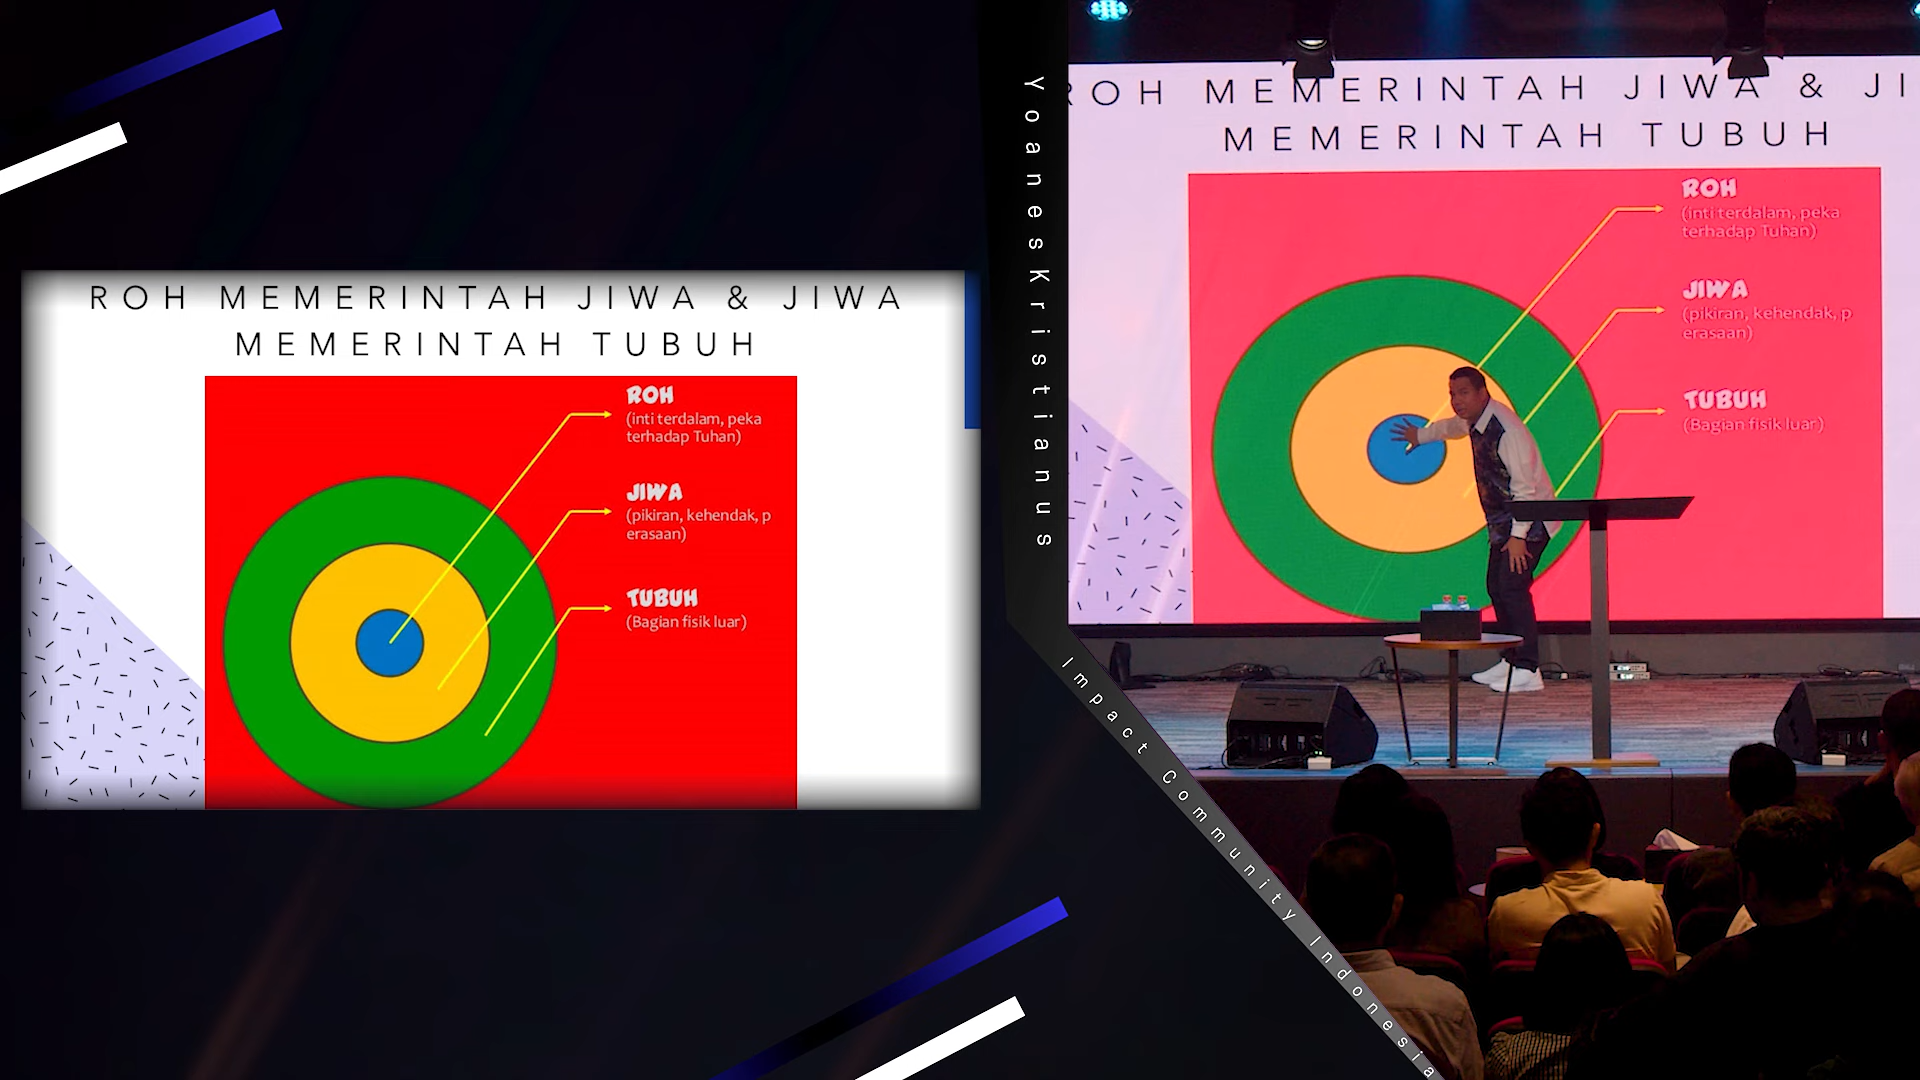 ROH MEMERINTAH JIWA & JIWA
MEMERINTAH TUBUH
ROH
(inti terdalam, peka
terhadap Tuhan)
JIWA
(pikiran, kehendak, p
erasaan)
TUBUH
(Bagian fisik luar)
YoanesKristianus
Impact Community Indonesia
ROH MEMERINTAH JIWA & JI
MEMERINTAH TUBUH
ROH
(inti terdalam, peka
terhadap Tuhan)
JIWA
(pikiran, kehendak, p
erasaan)
TUBUH
(Bagian fisik luar)